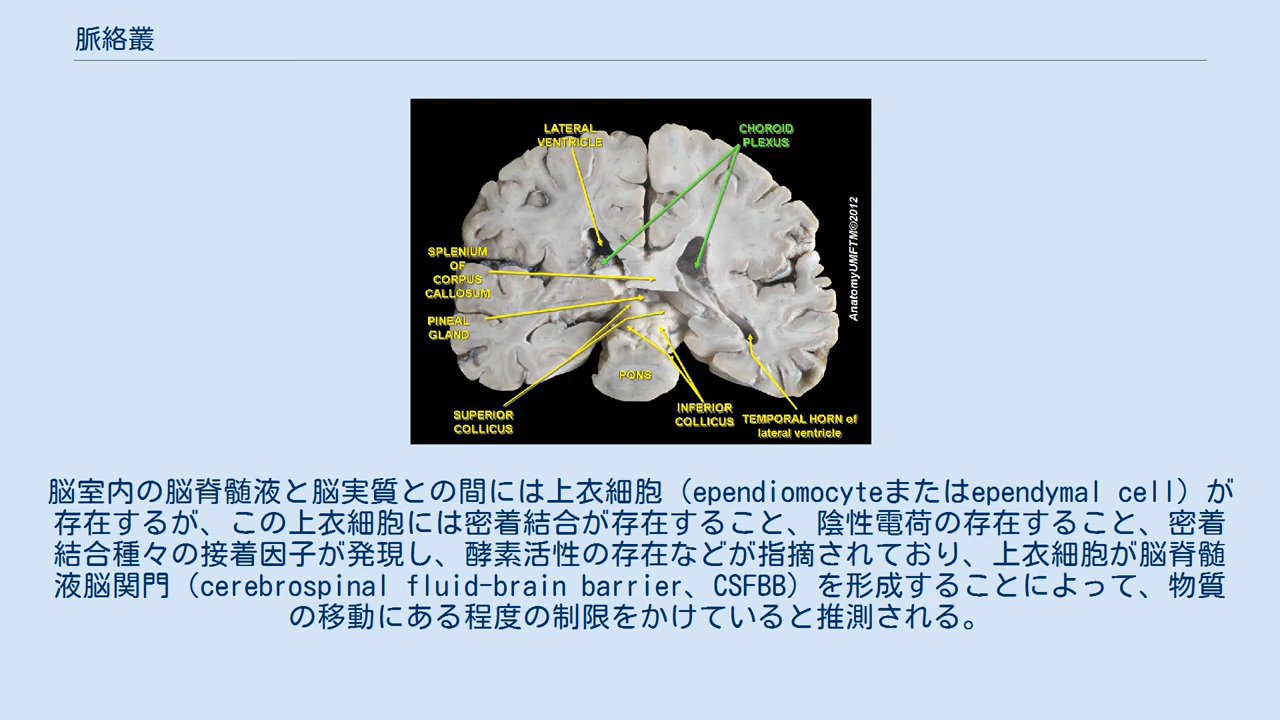 脈絡叢
LATERAL
VENTRICLE
CHOROID
PLEXUS
SPLENIUM
OF
CORPUS
CALLOSUM
PINEAL
GLAND
PONS
SUPERIOR
COLLICUS
INFERIOR
COLLICUS
TEMPORAL HORN of
lateral ventricle
AnatomyUMFTM©2012
脳室内の脳脊髄液と脳実質との間には上衣細胞（ependiomocyteまたはependymal cell）が
存在するが、この上衣細胞には密着結合が存在すること、陰性電荷の存在すること、密着
結合種々の接着因子が発現し、酵素活性の存在などが指摘されており、上衣細胞が脳脊髄
液脳関門（cerebrospinal fluid-brain barrier、CSFBB）を形成することによって、物質
の移動にある程度の制限をかけていると推測される。